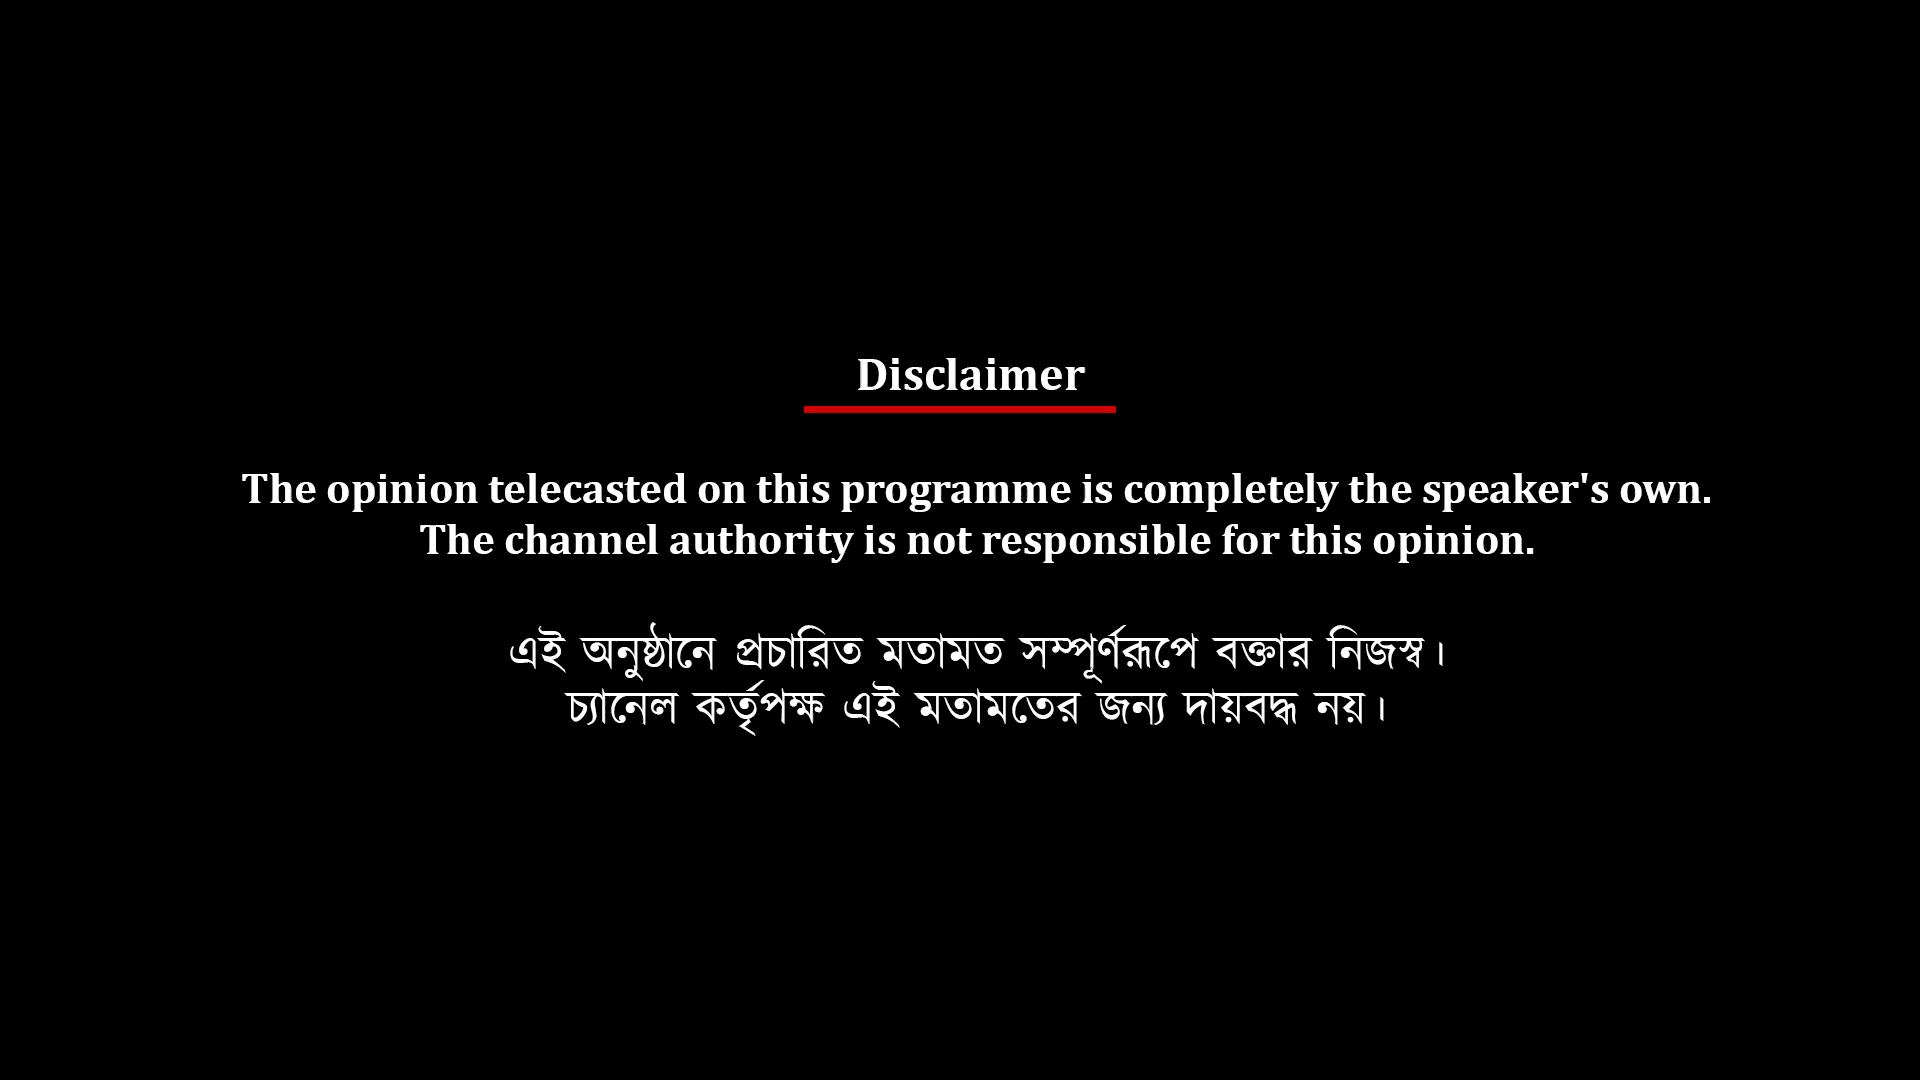 Disclaimer
The opinion telecasted on this programme is completely the speaker's own.
The channel authority is not responsible for this opinion.
এই অনুষ্ঠানে প্রচারিত মতামত সম্পূর্ণরূপে বক্তার নিজস্ব।
চ্যানেল কর্তৃপক্ষ এই মতামতের জন্য দায়বদ্ধ নয়।